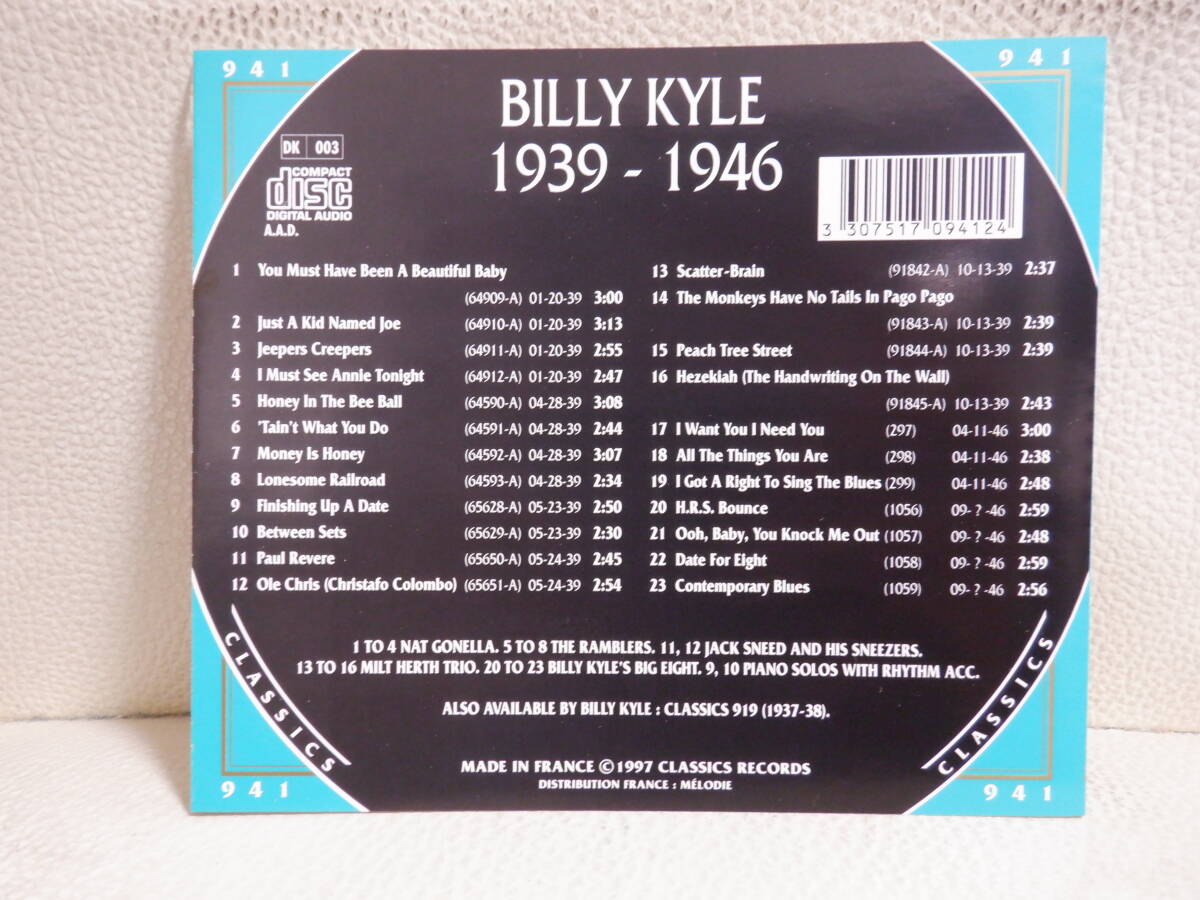 941
941
BILLY KYLE
1939 - 1946
DK 003
COMPACT
disc
DIGITAL AUDIO
A.A.D.
3 307517 094124
1 You Must Have Been A Beautiful Baby
(64909-A) 01-20-39 3:00
2 Just A Kid Named Joe (64910-A) 01-20-39 3:13
3 Jeepers Creepers (64911-A) 01-20-39 2:55
4 I Must See Annie Tonight (64912-A) 01-20-39 2:47
5 Honey In The Bee Ball (64590-A) 04-28-39 3:08
6 'Tain't What You Do (64591-A) 04-28-39 2:44
7 Money Is Honey (64592-A) 04-28-39 3:07
8 Lonesome Railroad (64593-A) 04-28-39 2:34
9 Finishing Up A Date (65628-A) 05-23-39 2:50
10 Between Sets (65629-A) 05-23-39 2:30
11 Paul Revere (65650-A) 05-24-39 2:45
12 Ole Chris (Christafo Colombo) (65651-A) 05-24-39 2:54
13 Scatter-Brain (91842-A) 10-13-39 2:37
14 The Monkeys Have No Tails In Pago Pago
(91843-A) 10-13-39 2:39
15 Peach Tree Street (91844-A) 10-13-39 2:39
16 Hezekiah (The Handwriting On The Wall)
(91845-A) 10-13-39 2:43
17 I Want You I Need You (297) 04-11-46 3:00
18 All The Things You Are (298) 04-11-46 2:38
19 I Got A Right To Sing The Blues (299) 04-11-46 2:48
20 H.R.S. Bounce (1056) 09- ? -46 2:59
21 Ooh, Baby, You Knock Me Out (1057) 09- ? -46 2:48
22 Date For Eight (1058) 09- ? -46 2:59
23 Contemporary Blues (1059) 09- ? -46 2:56
1 TO 4 NAT GONELLA. 5 TO 8 THE RAMBLERS. 11, 12 JACK SNEED AND HIS SNEEZERS.
13 TO 16 MILT HERTH TRIO. 20 TO 23 BILLY KYLE'S BIG EIGHT. 9, 10 PIANO SOLOS WITH RHYTHM ACC.
ALSO AVAILABLE BY BILLY KYLE : CLASSICS 919 (1937-38).
MADE IN FRANCE ©1997 CLASSICS RECORDS
DISTRIBUTION FRANCE : MÉLODIE
CLASSICS
CLASSICS
941
941